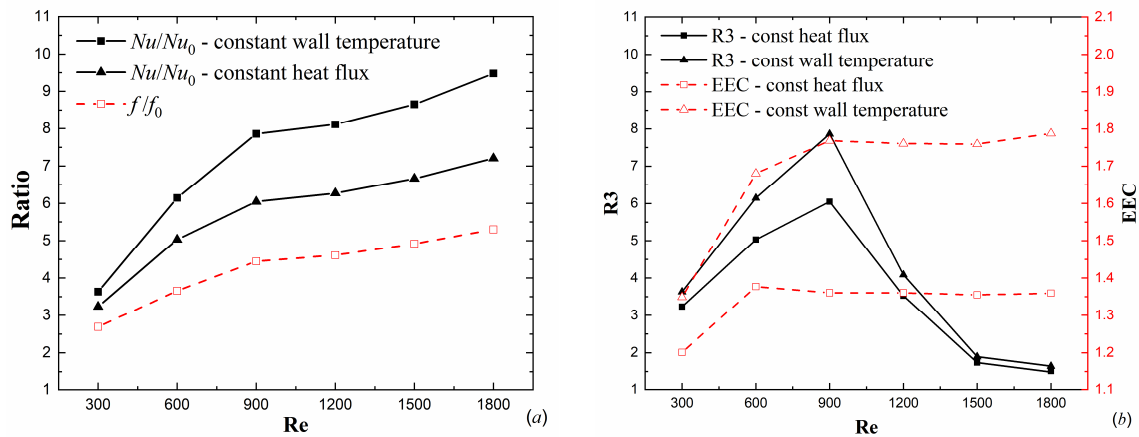 Nu/Nu0 - constant wall temperature
Nu/Nu0 - constant heat flux
f/f0
11
10
9
8
7
6
5
4
3
2
1
Ratio
300 600 900 1200 1500 1800
Re
(a)
R3 - const heat flux
R3 - const wall temperature
EEC - const heat flux
EEC - const wall temperature
11
10
9
8
7
6
5
4
3
2
1
R3
2.1
2.0
1.9
1.8
1.7
1.6
1.5
1.4
1.3
1.2
1.1
EEC
300 600 900 1200 1500 1800
Re
(b)